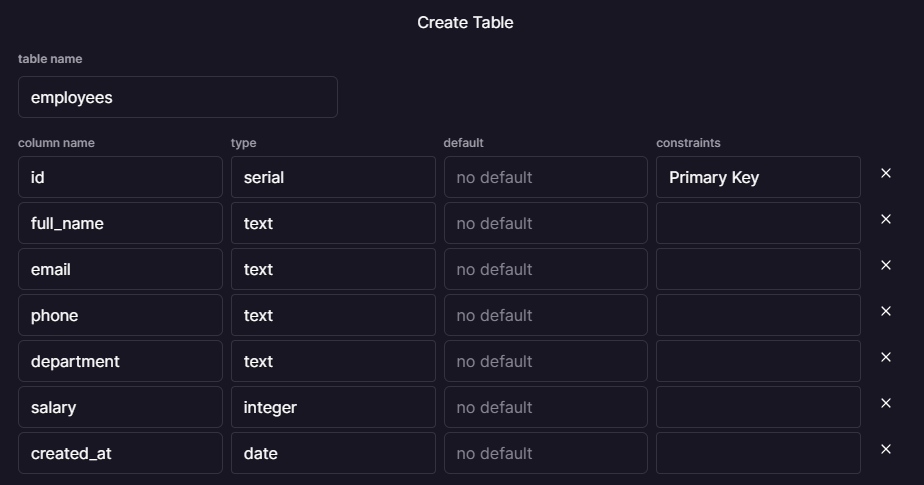 Create Table
table name
employees
column name type default constraints
id serial no default Primary Key
full_name text no default
email text no default
phone text no default
department text no default
salary integer no default
created_at date no default